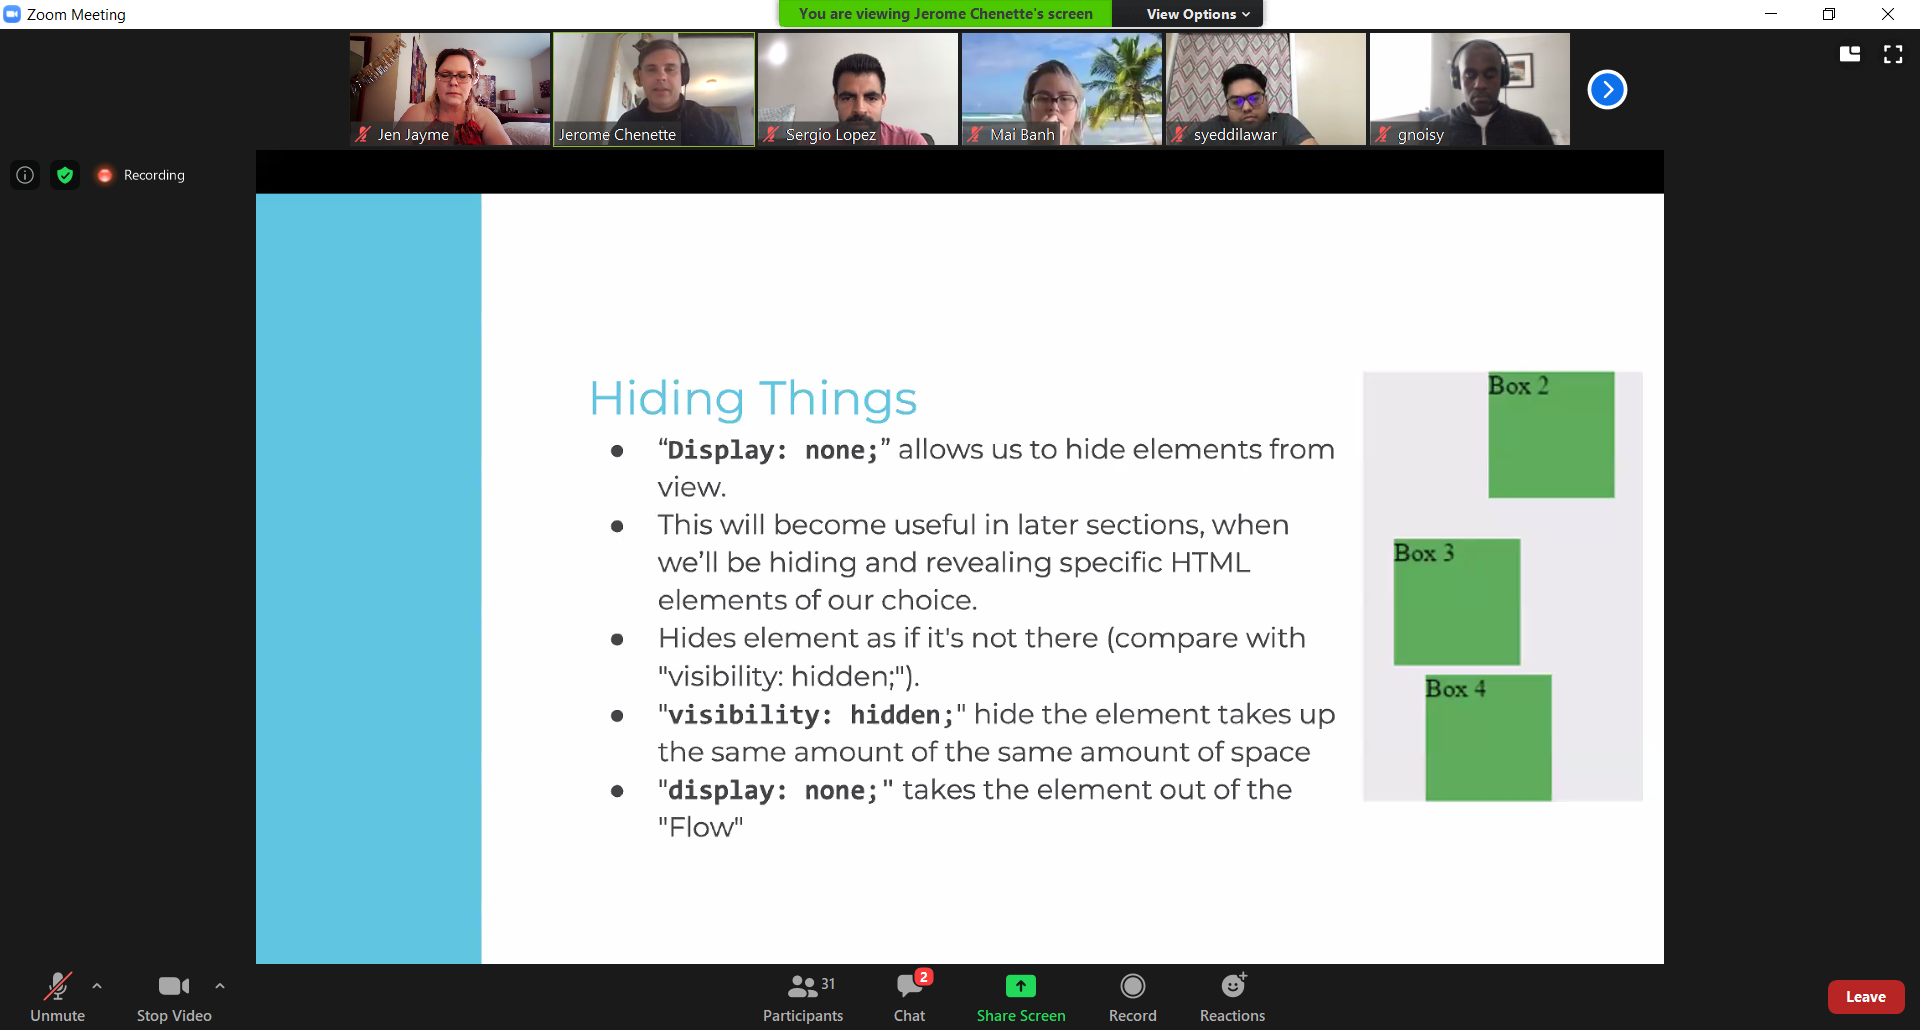 Zoom Meeting
You are viewing Jerome Chenette's screen
View Options
Jen Jayme
Jerome Chenette
Sergio Lopez
Mai Banh
syeddilawar
gnoisy
Recording
Hiding Things
“Display: none;” allows us to hide elements from
view.
This will become useful in later sections, when
we’ll be hiding and revealing specific HTML
elements of our choice.
Hides element as if it's not there (compare with
"visibility: hidden;").
"visibility: hidden;" hide the element takes up
the same amount of the same amount of space
"display: none;" takes the element out of the
"Flow"
Box 2
Box 3
Box 4
Unmute
Stop Video
31
Participants
2
Chat
Share Screen
Record
Reactions
Leave